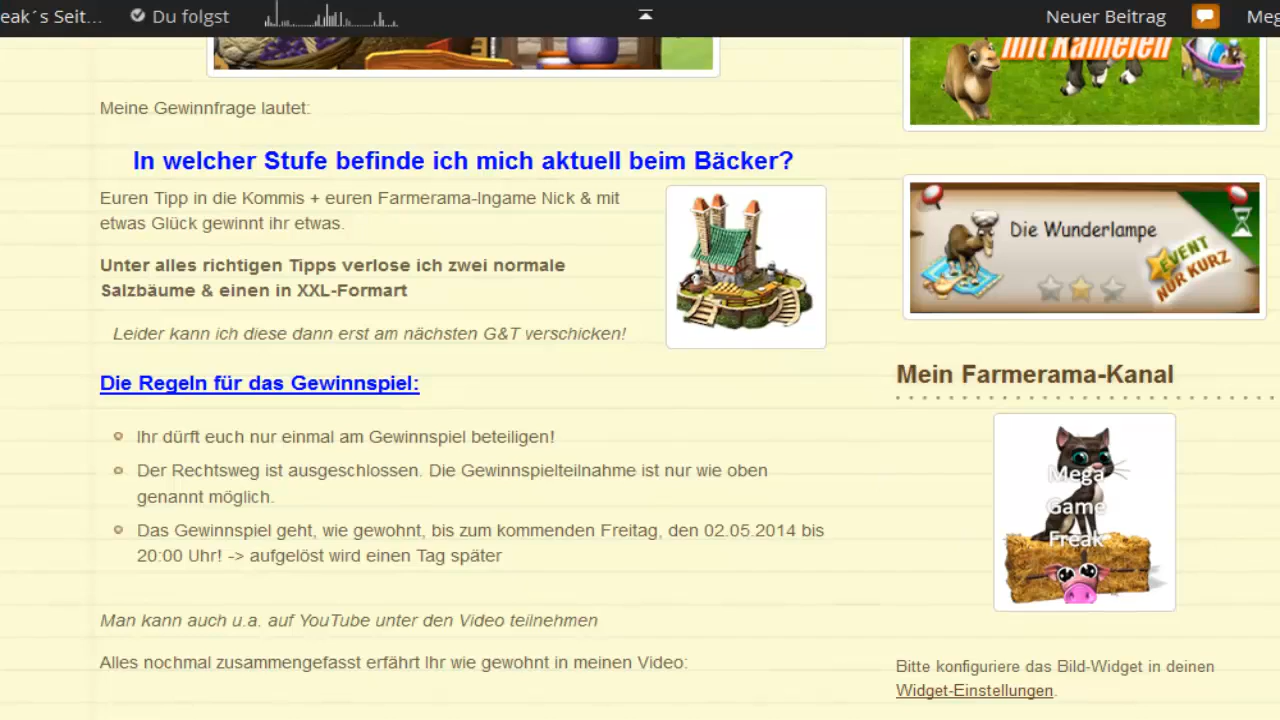 eak´s Seit... Du folgst Neuer Beitrag Meg
mit Kamelen
Meine Gewinnfrage lautet:
In welcher Stufe befinde ich mich aktuell beim Bäcker?
Euren Tipp in die Kommis + euren Farmerama-Ingame Nick & mit
etwas Glück gewinnt ihr etwas.
Unter alles richtigen Tipps verlose ich zwei normale
Salzbäume & einen in XXL-Formart
Leider kann ich diese dann erst am nächsten G&T verschicken!
Die Regeln für das Gewinnspiel:
Ihr dürft euch nur einmal am Gewinnspiel beteiligen!
Der Rechtsweg ist ausgeschlossen. Die Gewinnspielteilnahme ist nur wie oben
genannt möglich.
Das Gewinnspiel geht, wie gewohnt, bis zum kommenden Freitag, den 02.05.2014 bis
20:00 Uhr! -> aufgelöst wird einen Tag später
Man kann auch u.a. auf YouTube unter den Video teilnehmen
Alles nochmal zusammengefasst erfährt Ihr wie gewohnt in meinen Video:
Die Wunderlampe
EVENT
NUR KURZ
Mein Farmerama-Kanal
Mega
Game
Freak
Bitte konfiguriere das Bild-Widget in deinen
Widget-Einstellungen.